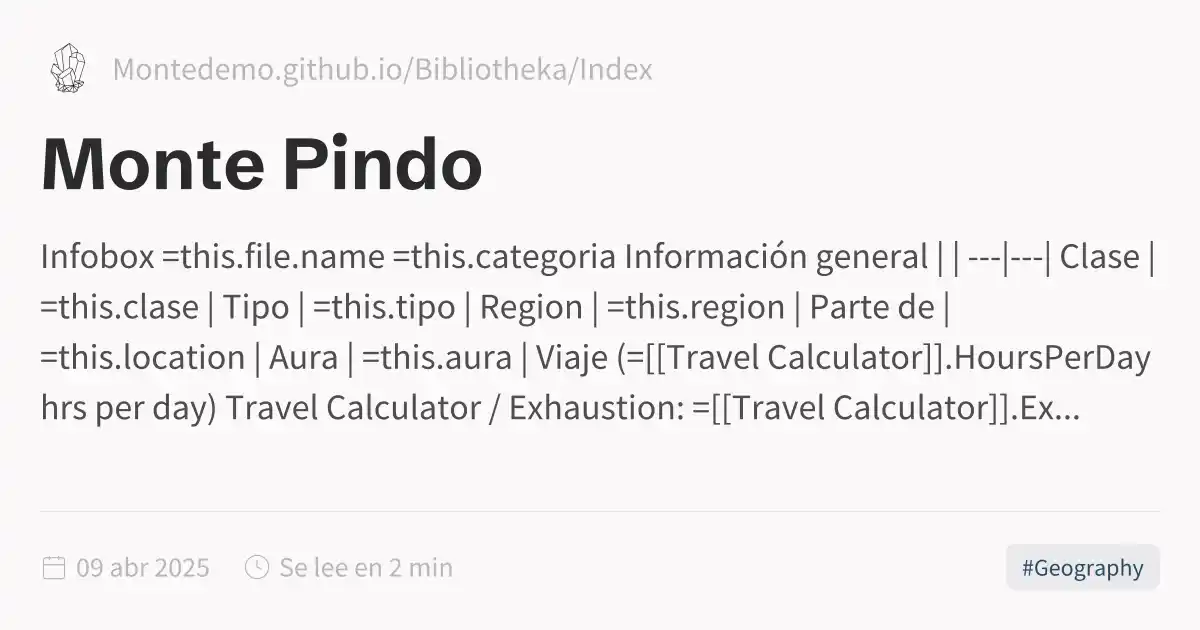 Montedemo.github.io/Bibliotheka/Index
Monte Pindo
Infobox =this.file.name =this.categoria Información general | | ---|---| Clase |
=this.clase | Tipo | =this.tipo | Region | =this.region | Parte de |
=this.location | Aura | =this.aura | Viaje (=[[Travel Calculator]].HoursPerDay
hrs per day) Travel Calculator / Exhaustion: =[[Travel Calculator]].Ex...
09 abr 2025 Se lee en 2 min #Geography